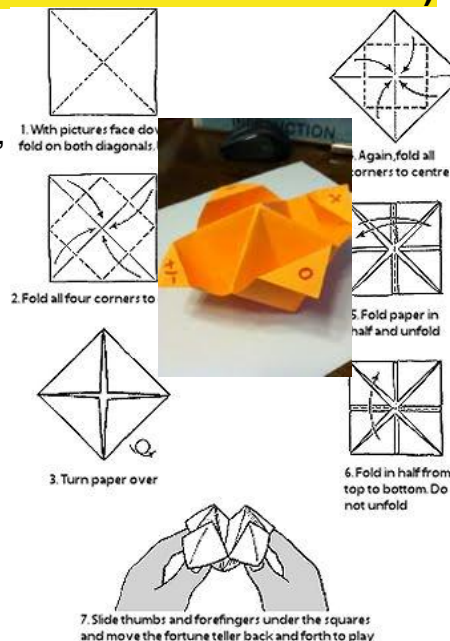 1. With pictures face
fold on both diagonals.
2. Fold all four corners to
3. Turn paper over
Again, fold all
corners to centre
5. Fold paper in
half and unfold
6. Fold in half from
top to bottom. Do
not unfold
7. Slide thumbs and forefingers under the squares
and move the fortune teller back and forth to play
+
O